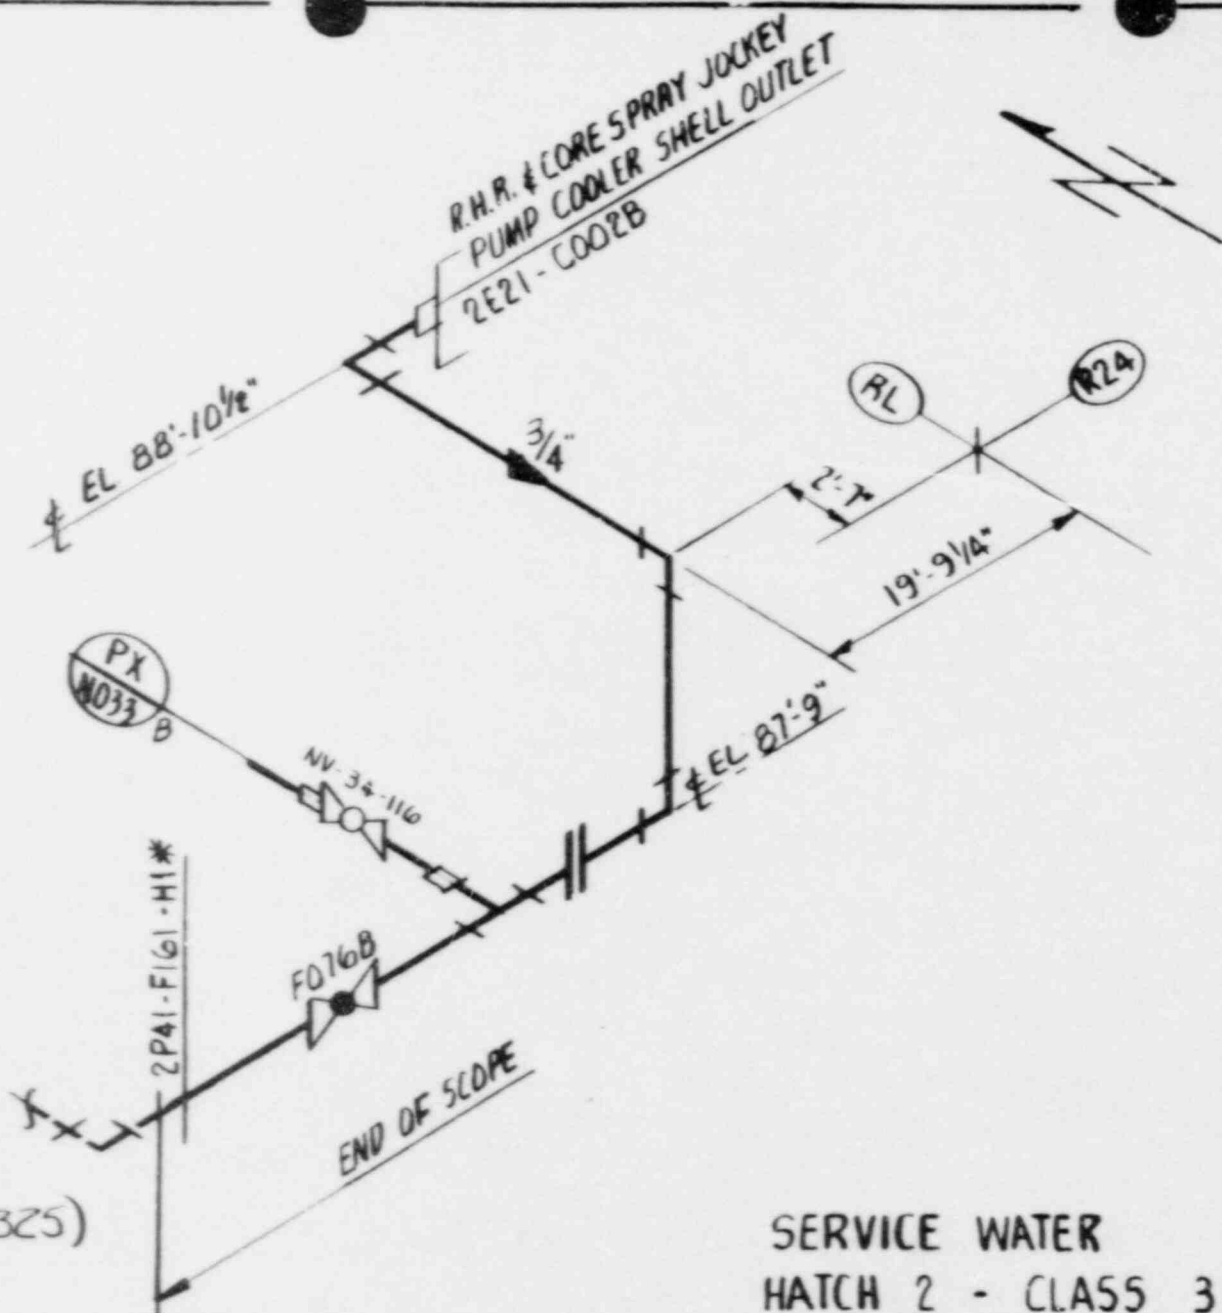 R.H.R. & CORE SPRAY JOCKEY
PUMP COOLER SHELL OUTLET
2E21-C002B
℄ EL 88'-10½"
3/4"
RL
R24
2'-7"
19'-9¼"
PX
N033
B
NV-34-116
℄ EL 87'-9"
2P41-F161-H1*
F076B
END OF SCOPE
325)
SERVICE WATER
HATCH 2 - CLASS 3